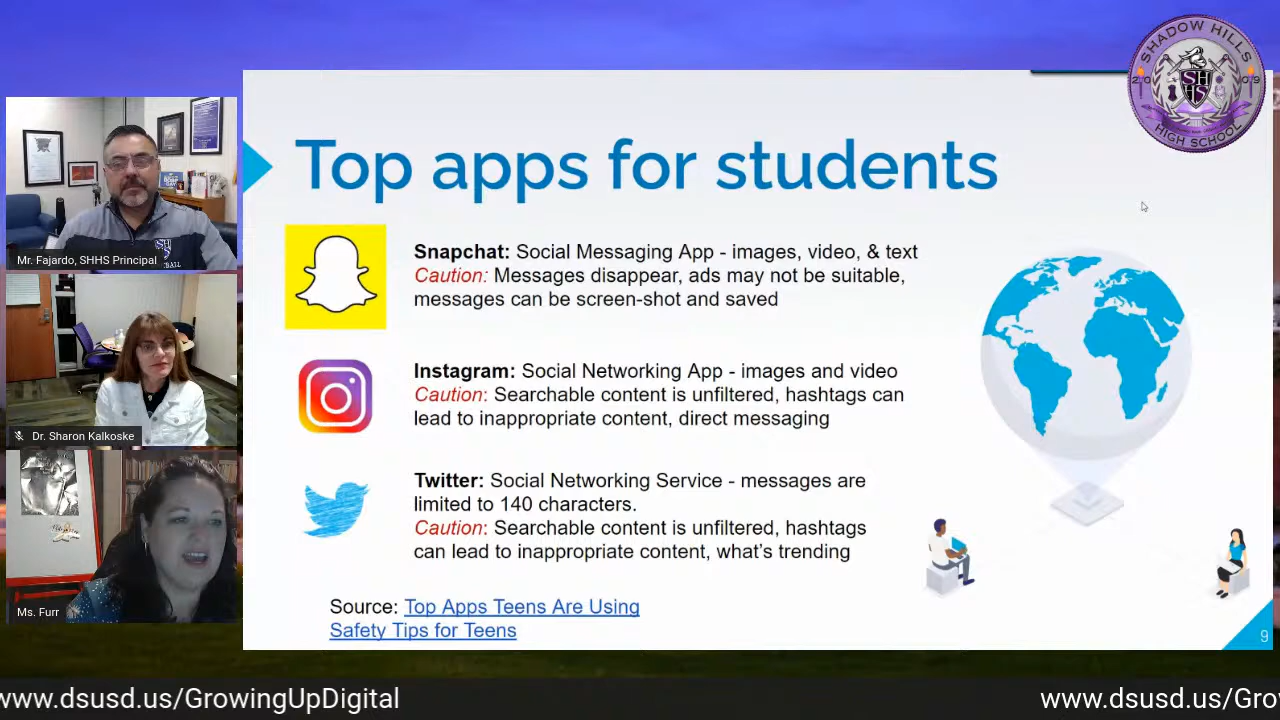 SHADOW HILLS
2009
SH
HS
HIGH SCHOOL
Top apps for students
Snapchat: Social Messaging App - images, video, & text
Caution: Messages disappear, ads may not be suitable,
messages can be screen-shot and saved
Instagram: Social Networking App - images and video
Caution: Searchable content is unfiltered, hashtags can
lead to inappropriate content, direct messaging
Twitter: Social Networking Service - messages are
limited to 140 characters.
Caution: Searchable content is unfiltered, hashtags
can lead to inappropriate content, what's trending
Source: Top Apps Teens Are Using
Safety Tips for Teens
9
Mr. Fajardo, SHHS Principal
Dr. Sharon Kalkoske
Ms. Furr
www.dsusd.us/GrowingUpDigital
www.dsusd.us/Grow